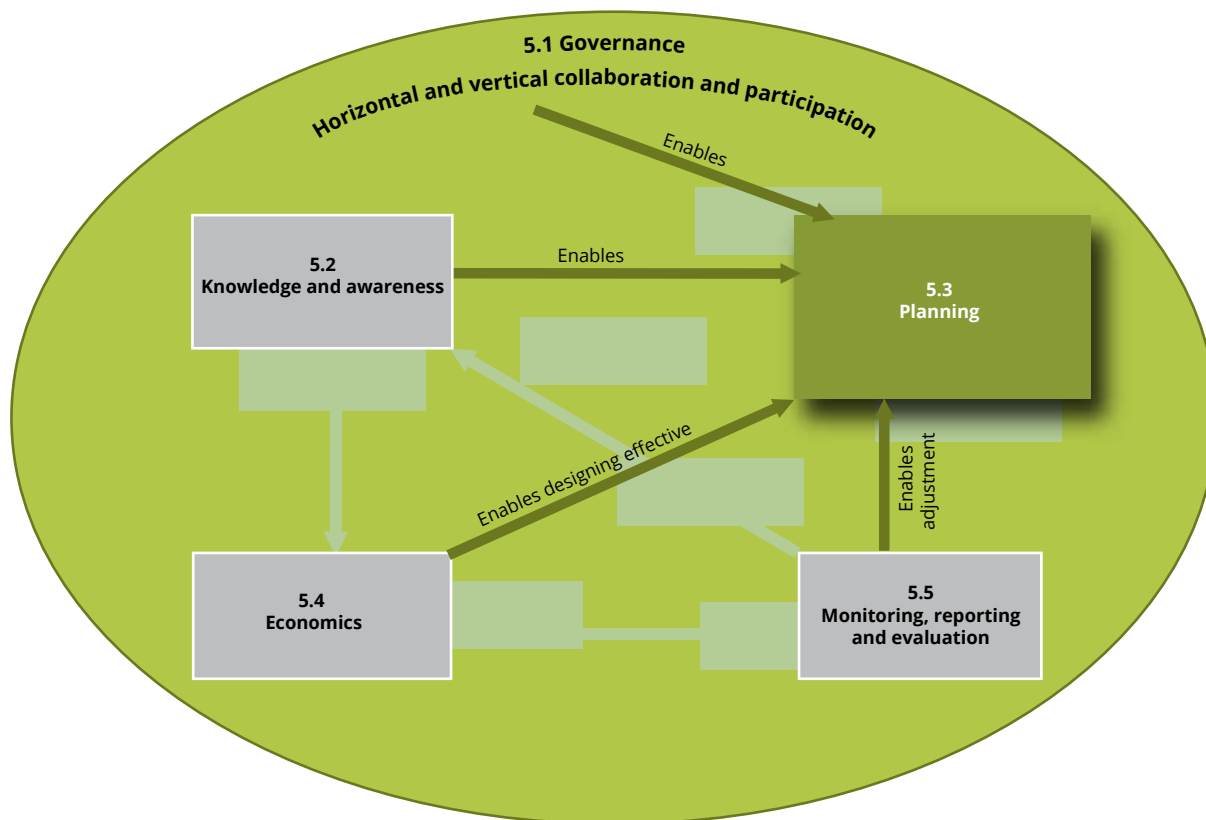 5.1 Governance
Horizontal and vertical collaboration and participation
Enables
5.2
Knowledge and awareness
Enables
5.3
Planning
Enables designing effective
Enables
adjustment
5.4
Economics
5.5
Monitoring, reporting
and evaluation